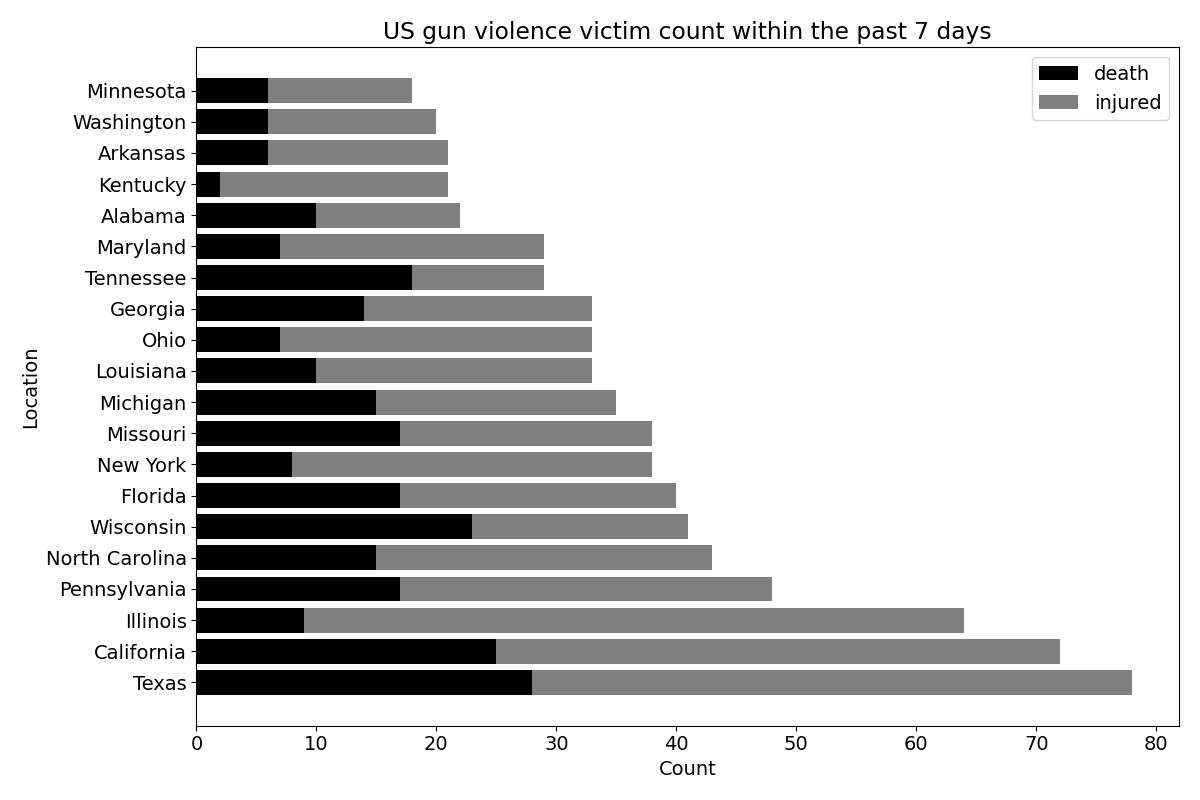 US gun violence victim count within the past 7 days
death
injured
Minnesota
Washington
Arkansas
Kentucky
Alabama
Maryland
Tennessee
Georgia
Ohio
Louisiana
Michigan
Missouri
New York
Florida
Wisconsin
North Carolina
Pennsylvania
Illinois
California
Texas
Location
0 10 20 30 40 50 60 70 80
Count